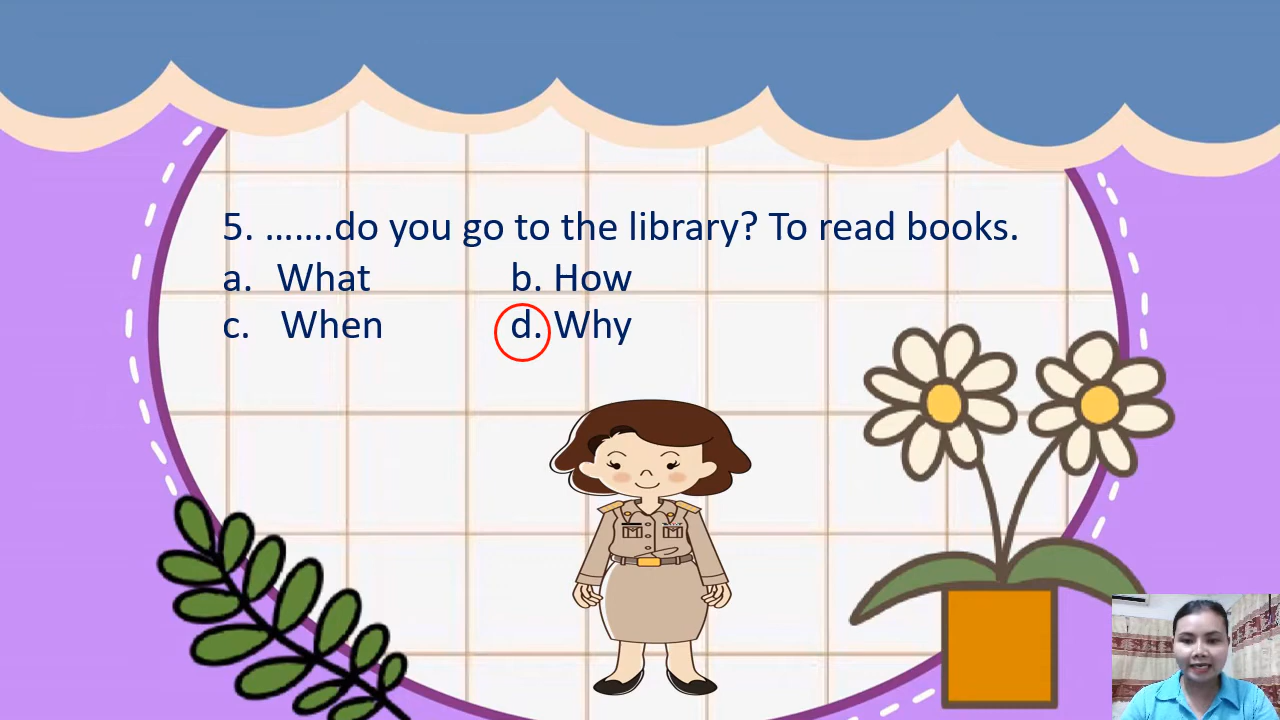 5. …….do you go to the library? To read books.
a. What b. How
c. When d. Why